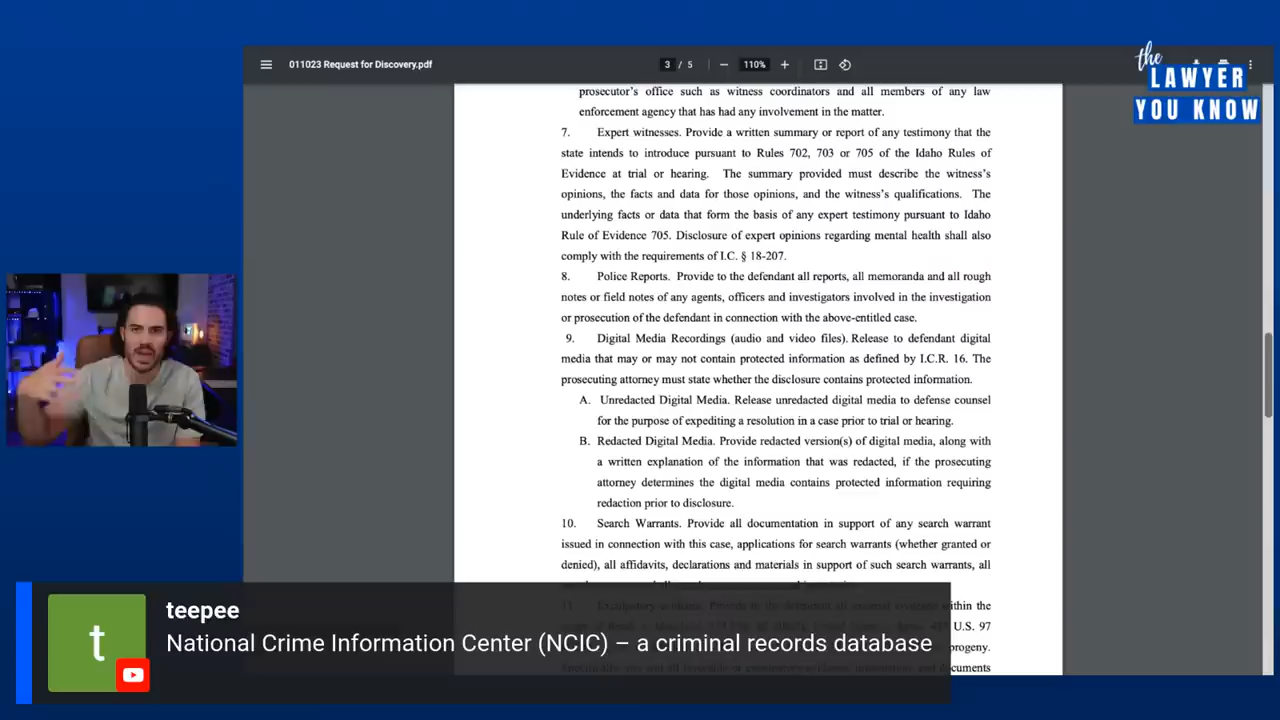 011023 Request for Discovery.pdf
3 / 5
110%
the
LAWYER
YOU KNOW
prosecutor's office such as witness coordinators and all members of any law
enforcement agency that has had any involvement in the matter.
7. Expert witnesses. Provide a written summary or report of any testimony that the
state intends to introduce pursuant to Rules 702, 703 or 705 of the Idaho Rules of
Evidence at trial or hearing. The summary provided must describe the witness's
opinions, the facts and data for those opinions, and the witness's qualifications. The
underlying facts or data that form the basis of any expert testimony pursuant to Idaho
Rule of Evidence 705. Disclosure of expert opinions regarding mental health shall also
comply with the requirements of I.C. § 18-207.
8. Police Reports. Provide to the defendant all reports, all memoranda and all rough
notes or field notes of any agents, officers and investigators involved in the investigation
or prosecution of the defendant in connection with the above-entitled case.
9. Digital Media Recordings (audio and video files). Release to defendant digital
media that may or may not contain protected information as defined by I.C.R. 16. The
prosecuting attorney must state whether the disclosure contains protected information.
A. Unredacted Digital Media. Release unredacted digital media to defense counsel
for the purpose of expediting a resolution in a case prior to trial or hearing.
B. Redacted Digital Media. Provide redacted version(s) of digital media, along with
a written explanation of the information that was redacted, if the prosecuting
attorney determines the digital media contains protected information requiring
redaction prior to disclosure.
10. Search Warrants. Provide all documentation in support of any search warrant
issued in connection with this case, applications for search warrants (whether granted or
denied), all affidavits, declarations and materials in support of such search warrants, all
11. within the
U.S. 97
progeny.
documents
t
teepee
National Crime Information Center (NCIC) – a criminal records database